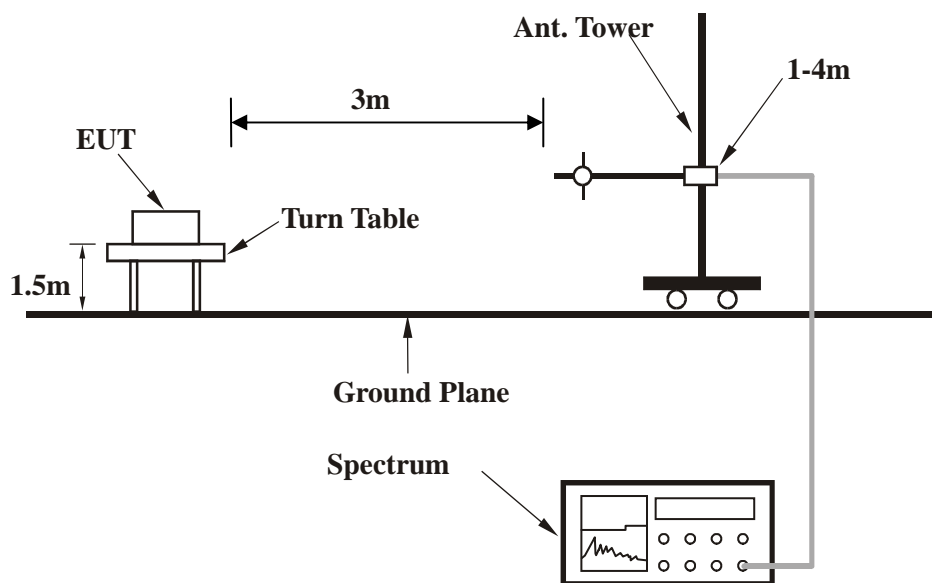 Ant. Tower
1-4m
3m
EUT
Turn Table
1.5m
Ground Plane
Spectrum